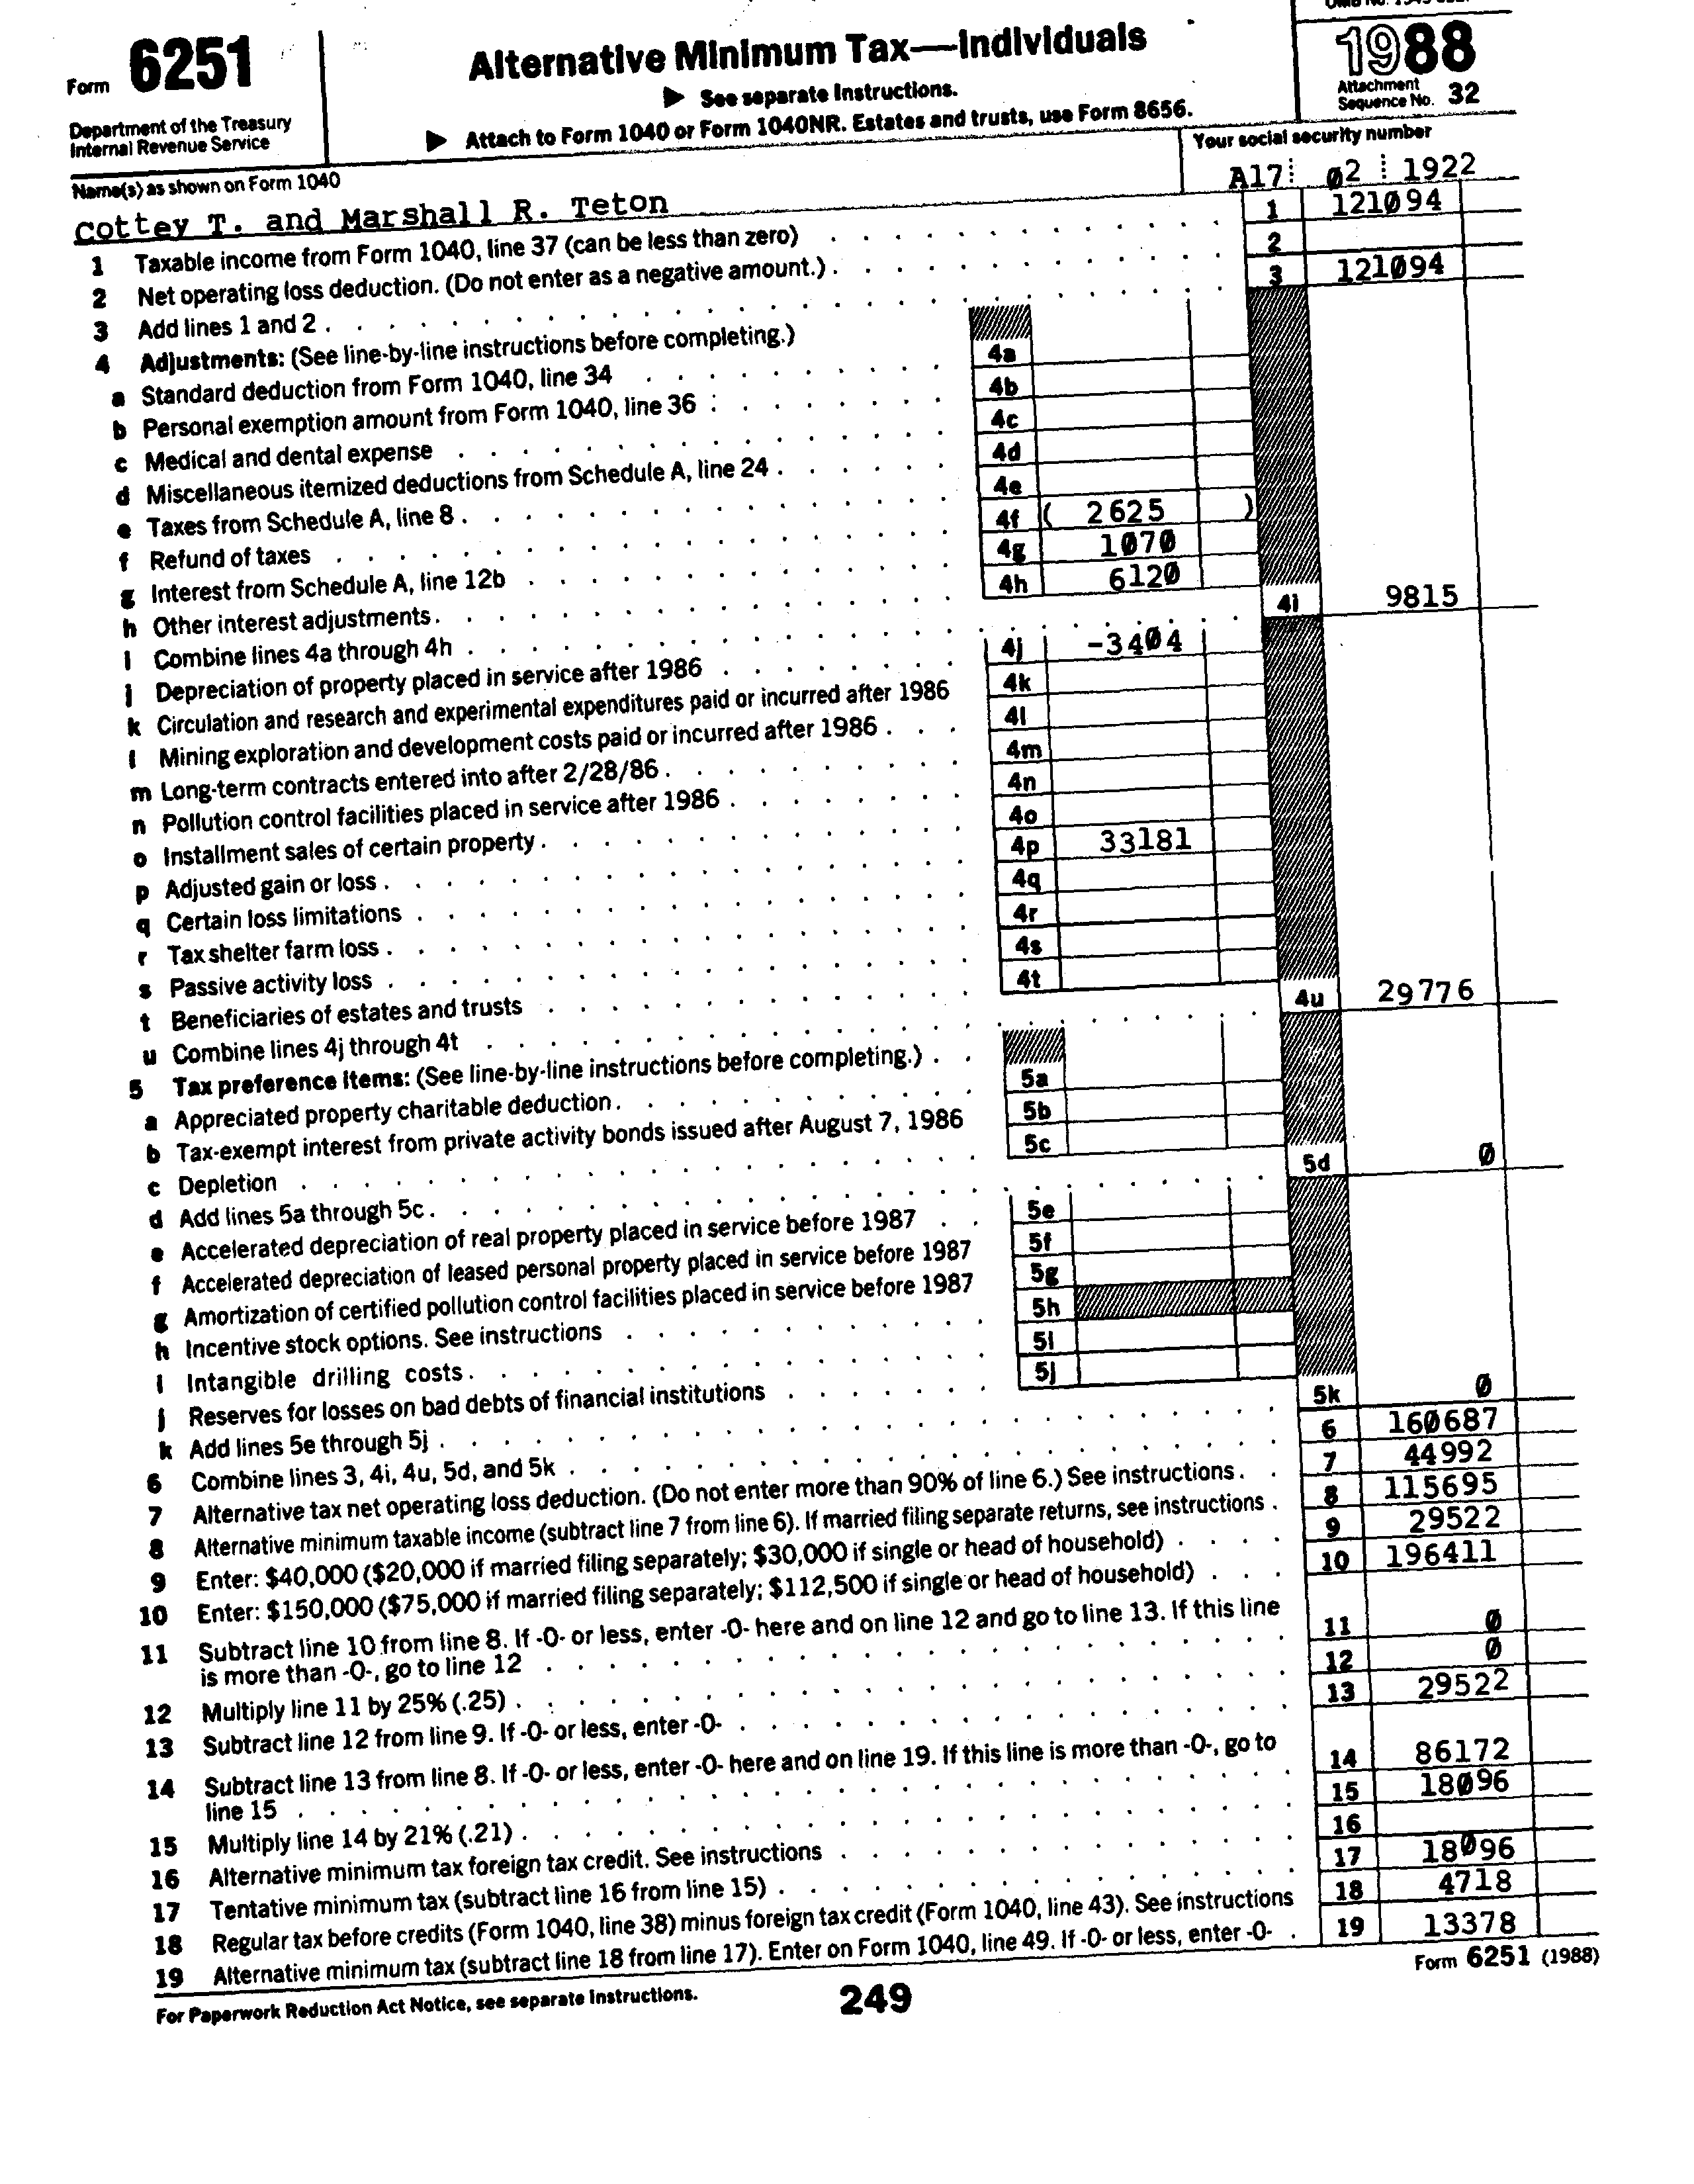 Form 6251
Department of the Treasury
Internal Revenue Service
Alternative Minimum Tax—Individuals
▶ See separate Instructions.
▶ Attach to Form 1040 or Form 1040NR. Estates and trusts, use Form 8656.
1988
Attachment
Sequence No. 32
Name(s) as shown on Form 1040
Your social security number
Cottey T. and Marshall R. Teton A17 02 1922
1 Taxable income from Form 1040, line 37 (can be less than zero) 1 121094
2 Net operating loss deduction. (Do not enter as a negative amount.) 2
3 Add lines 1 and 2 3 121094
4 Adjustments: (See line-by-line instructions before completing.)
a Standard deduction from Form 1040, line 34 4a
b Personal exemption amount from Form 1040, line 36 4b
c Medical and dental expense 4c
d Miscellaneous itemized deductions from Schedule A, line 24 4d
e Taxes from Schedule A, line 8 4e
f Refund of taxes 4f ( 2625 )
g Interest from Schedule A, line 12b 4g 1070
h Other interest adjustments 4h 6120
i Combine lines 4a through 4h 4i 9815
j Depreciation of property placed in service after 1986 4j -3404
k Circulation and research and experimental expenditures paid or incurred after 1986 4k
l Mining exploration and development costs paid or incurred after 1986 4l
m Long-term contracts entered into after 2/28/86 4m
n Pollution control facilities placed in service after 1986 4n
o Installment sales of certain property 4o
p Adjusted gain or loss 4p 33181
q Certain loss limitations 4q
r Tax shelter farm loss 4r
s Passive activity loss 4s
t Beneficiaries of estates and trusts 4t
u Combine lines 4j through 4t 4u 29776
5 Tax preference items: (See line-by-line instructions before completing.)
a Appreciated property charitable deduction 5a
b Tax-exempt interest from private activity bonds issued after August 7, 1986 5b
c Depletion 5c
d Add lines 5a through 5c 5d 0
e Accelerated depreciation of real property placed in service before 1987 5e
f Accelerated depreciation of leased personal property placed in service before 1987 5f
g Amortization of certified pollution control facilities placed in service before 1987 5g
h Incentive stock options. See instructions 5h
i Intangible drilling costs 5i
j Reserves for losses on bad debts of financial institutions 5j
k Add lines 5e through 5j 5k 0
6 Combine lines 3, 4i, 4u, 5d, and 5k 6 160687
7 Alternative tax net operating loss deduction. (Do not enter more than 90% of line 6.) See instructions. 7 44992
8 Alternative minimum taxable income (subtract line 7 from line 6). If married filing separate returns, see instructions 8 115695
9 Enter: $40,000 ($20,000 if married filing separately; $30,000 if single or head of household) 9 29522
10 Enter: $150,000 ($75,000 if married filing separately; $112,500 if single or head of household) 10 196411
11 Subtract line 10 from line 8. If -0- or less, enter -0- here and on line 12 and go to line 13. If this line
is more than -0-, go to line 12 11 0
12 Multiply line 11 by 25% (.25) 12 0
13 Subtract line 12 from line 9. If -0- or less, enter -0- 13 29522
14 Subtract line 13 from line 8. If -0- or less, enter -0- here and on line 19. If this line is more than -0-, go to
line 15 14 86172
15 Multiply line 14 by 21% (.21) 15 18096
16 Alternative minimum tax foreign tax credit. See instructions 16
17 Tentative minimum tax (subtract line 16 from line 15) 17 18096
18 Regular tax before credits (Form 1040, line 38) minus foreign tax credit (Form 1040, line 43). See instructions 18 4718
19 Alternative minimum tax (subtract line 18 from line 17). Enter on Form 1040, line 49. If -0- or less, enter -0- 19 13378
For Paperwork Reduction Act Notice, see separate Instructions.
249
Form 6251 (1988)